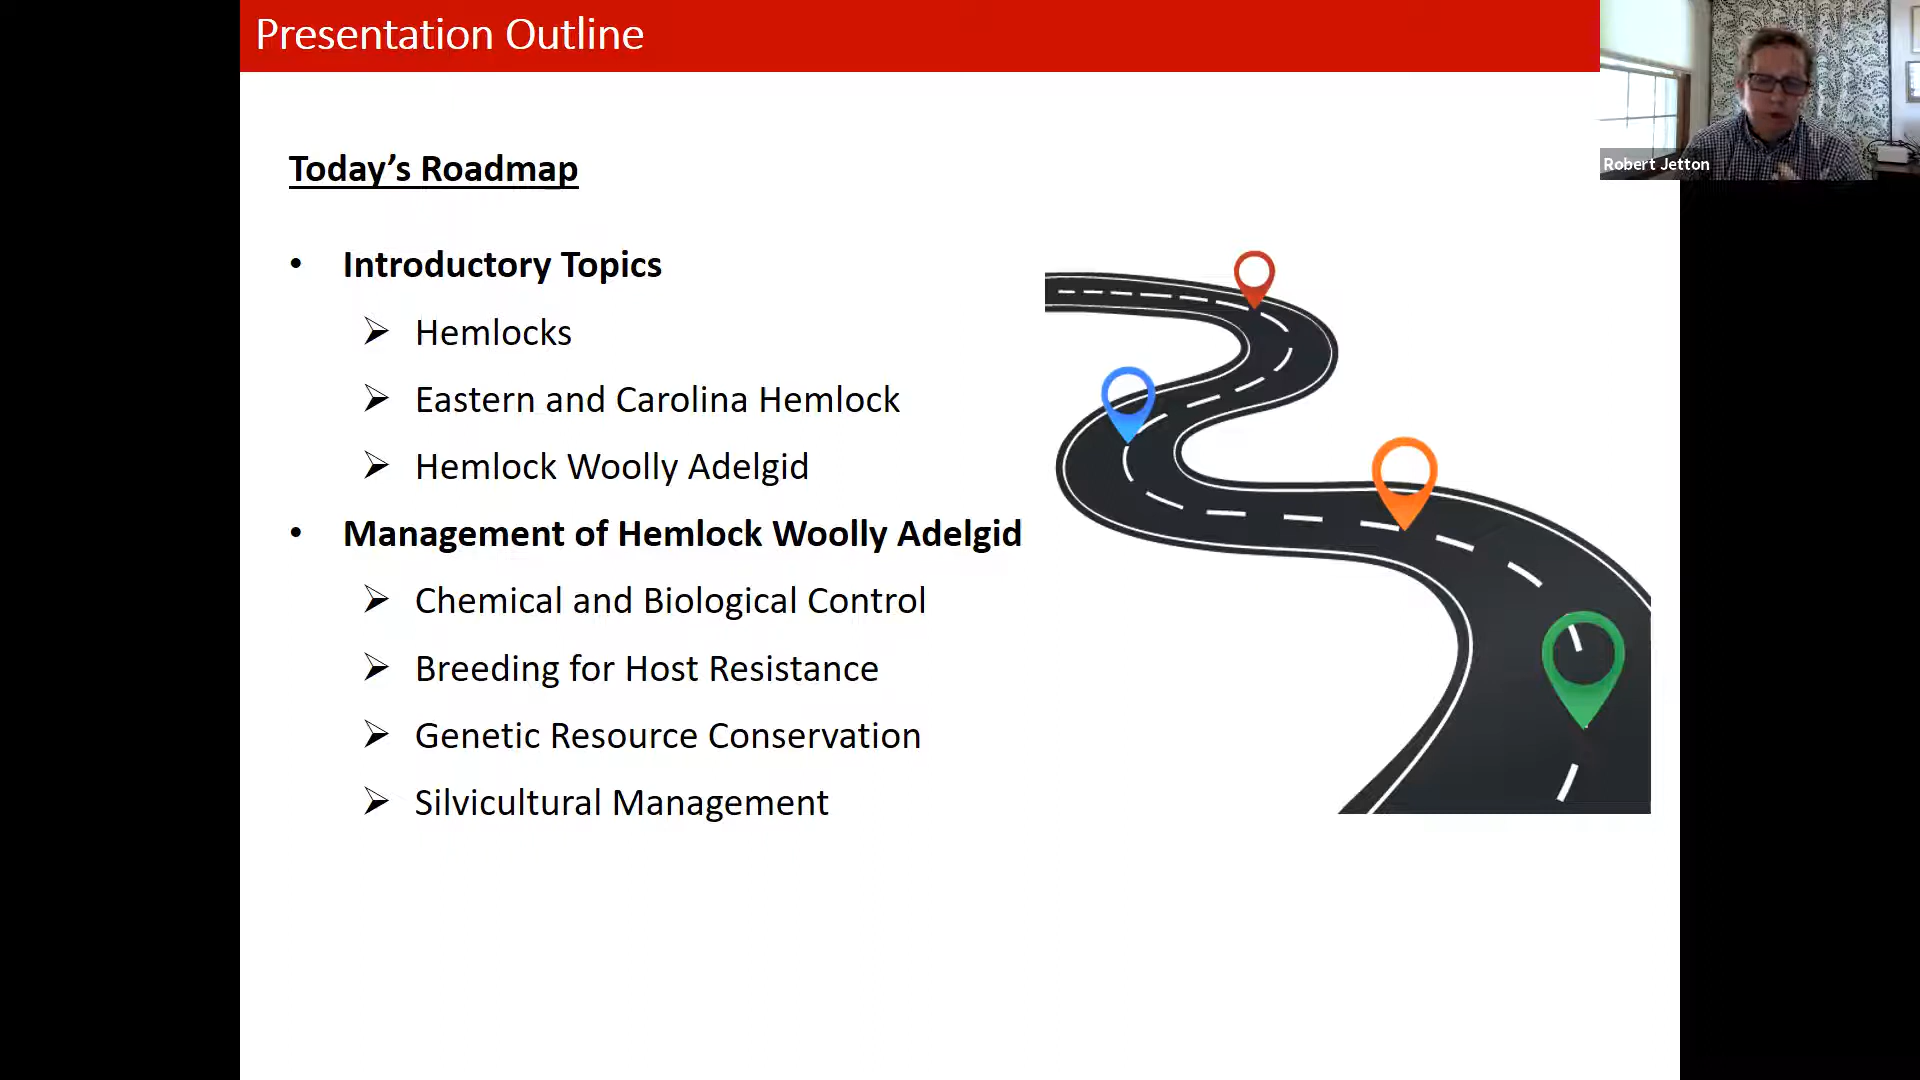 Presentation Outline
Robert Jetton
Today’s Roadmap
• Introductory Topics
➢ Hemlocks
➢ Eastern and Carolina Hemlock
➢ Hemlock Woolly Adelgid
• Management of Hemlock Woolly Adelgid
➢ Chemical and Biological Control
➢ Breeding for Host Resistance
➢ Genetic Resource Conservation
➢ Silvicultural Management